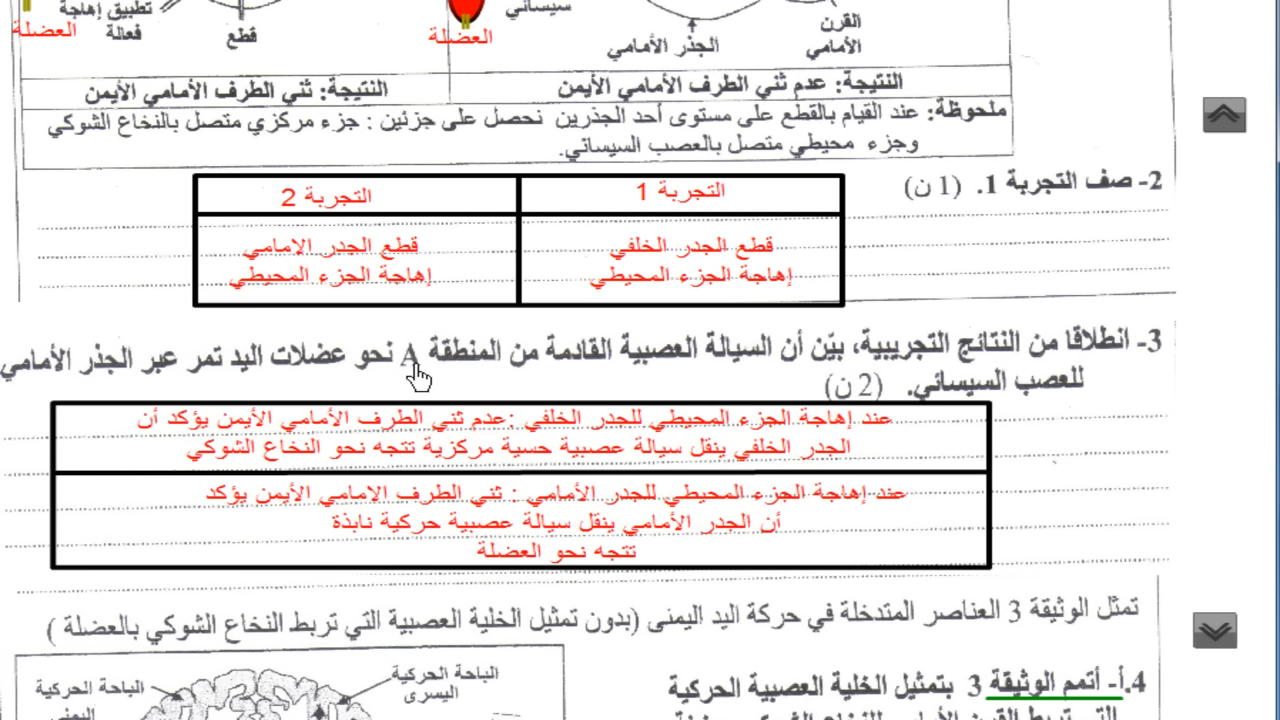 تطبيق إهاجة
فعالة
العضلة
قطع
سيساني
العضلة
الجذر الأمامي
القرن
الأمامي
النتيجة: عدم ثني الطرف الأمامي الأيمن
النتيجة: ثني الطرف الأمامي الأيمن
ملحوظة: عند القيام بالقطع على مستوى أحد الجذرين نحصل على جزئين : جزء مركزي متصل بالنخاع الشوكي
وجزء محيطي متصل بالعصب السيساني.
2- صف التجربة 1. (1 ن)
التجربة 1
التجربة 2
قطع الجدر الخلفي
إهاجة الجزء المحيطي
قطع الجدر الامامي
إهاجة الجزء المحيطي
3- انطلاقا من النتائج التجريبية، بيّن أن السيالة العصبية القادمة من المنطقة A نحو عضلات اليد تمر عبر الجذر الأمامي
للعصب السيساني. (2 ن)
عند إهاجة الجزء المحيطي للجدر الخلفي :عدم ثني الطرف الأمامي الأيمن يؤكد أن
الجدر الخلفي ينقل سيالة عصبية حسية مركزية تتجه نحو النخاع الشوكي
عند إهاجة الجزء المحيطي للجدر الأمامي : ثني الطرف الامامي الأيمن يؤكد
أن الجدر الأمامي ينقل سيالة عصبية حركية نابذة
تتجه نحو العضلة
تمثل الوثيقة 3 العناصر المتدخلة في حركة اليد اليمنى (بدون تمثيل الخلية العصبية التي تربط النخاع الشوكي بالعضلة )
4.أ- أتمم الوثيقة 3 بتمثيل الخلية العصبية الحركية
الباحة الحركية
اليسرى
الباحة الحركية
اليمنى